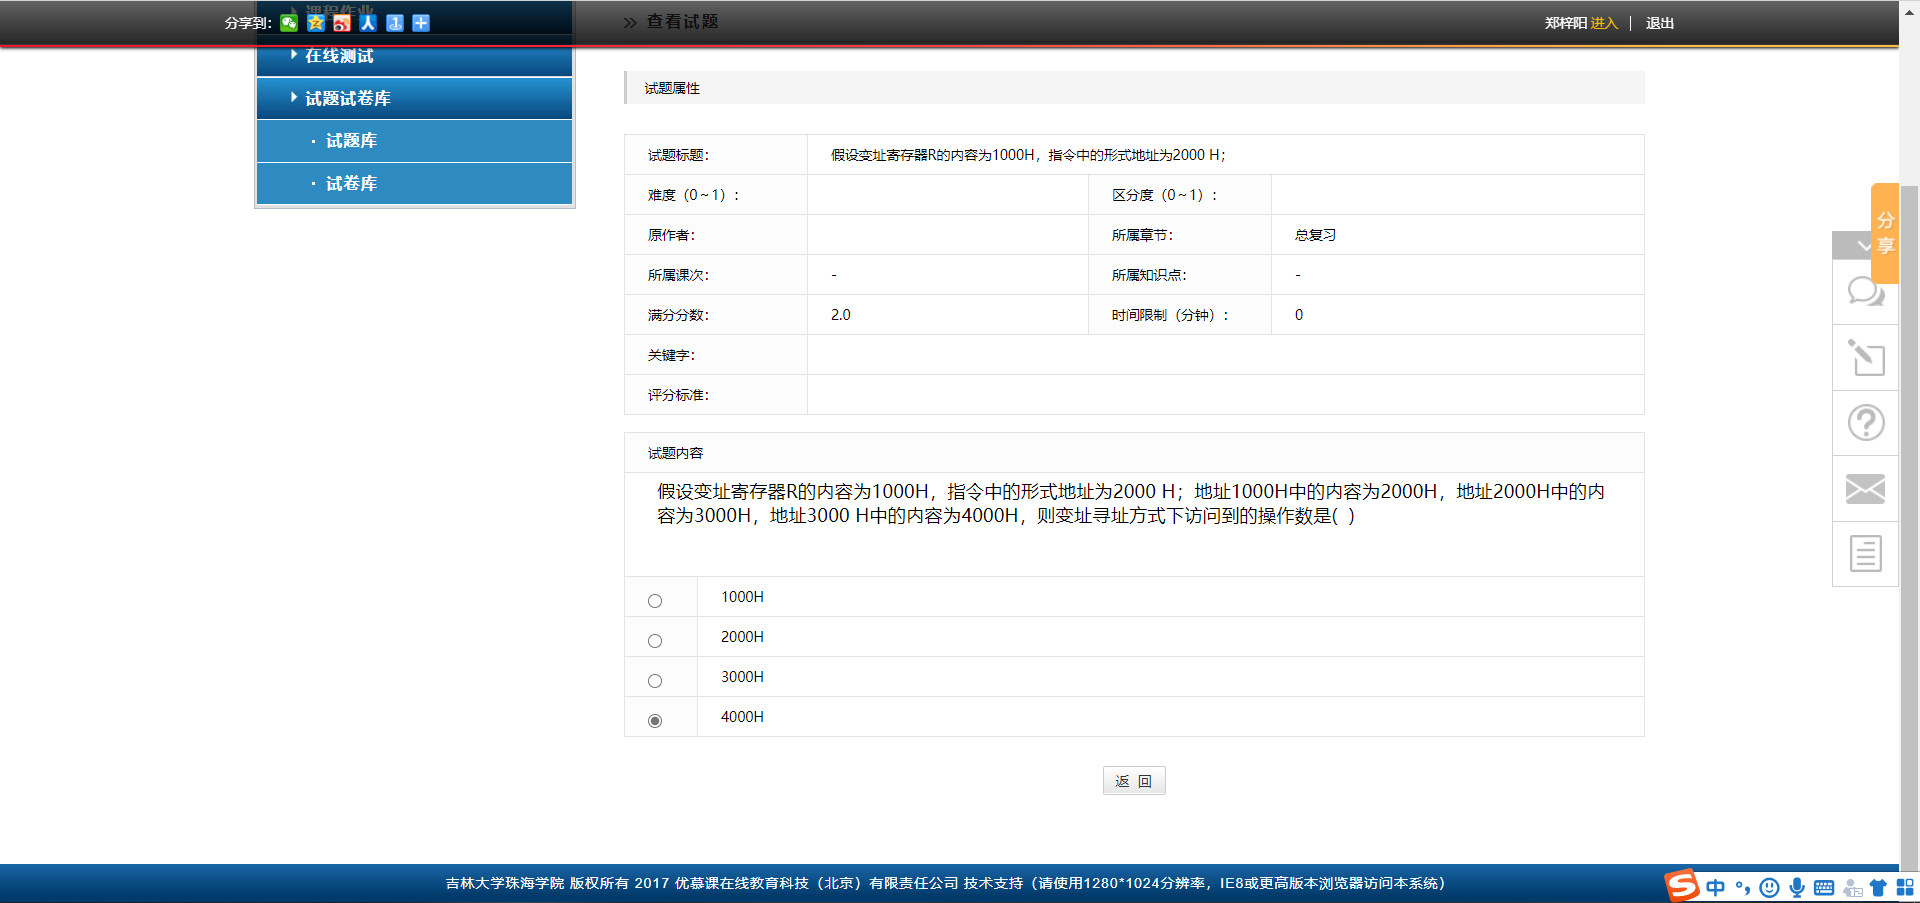 分享到：
课程作业
查看试题
郑梓阳 进入 | 退出
在线测试
试题试卷库
· 试题库
· 试卷库
试题属性
试题标题： 假设变址寄存器R的内容为1000H，指令中的形式地址为2000 H；
难度（0～1）： 区分度（0～1）：
原作者： 所属章节： 总复习
所属课次： - 所属知识点： -
满分分数： 2.0 时间限制（分钟）： 0
关键字：
评分标准：
试题内容
假设变址寄存器R的内容为1000H，指令中的形式地址为2000 H；地址1000H中的内容为2000H，地址2000H中的内
容为3000H，地址3000 H中的内容为4000H，则变址寻址方式下访问到的操作数是( )
1000H
2000H
3000H
4000H
返 回
分
享
吉林大学珠海学院 版权所有 2017 优慕课在线教育科技（北京）有限责任公司 技术支持（请使用1280*1024分辨率，IE8或更高版本浏览器访问本系统）
中